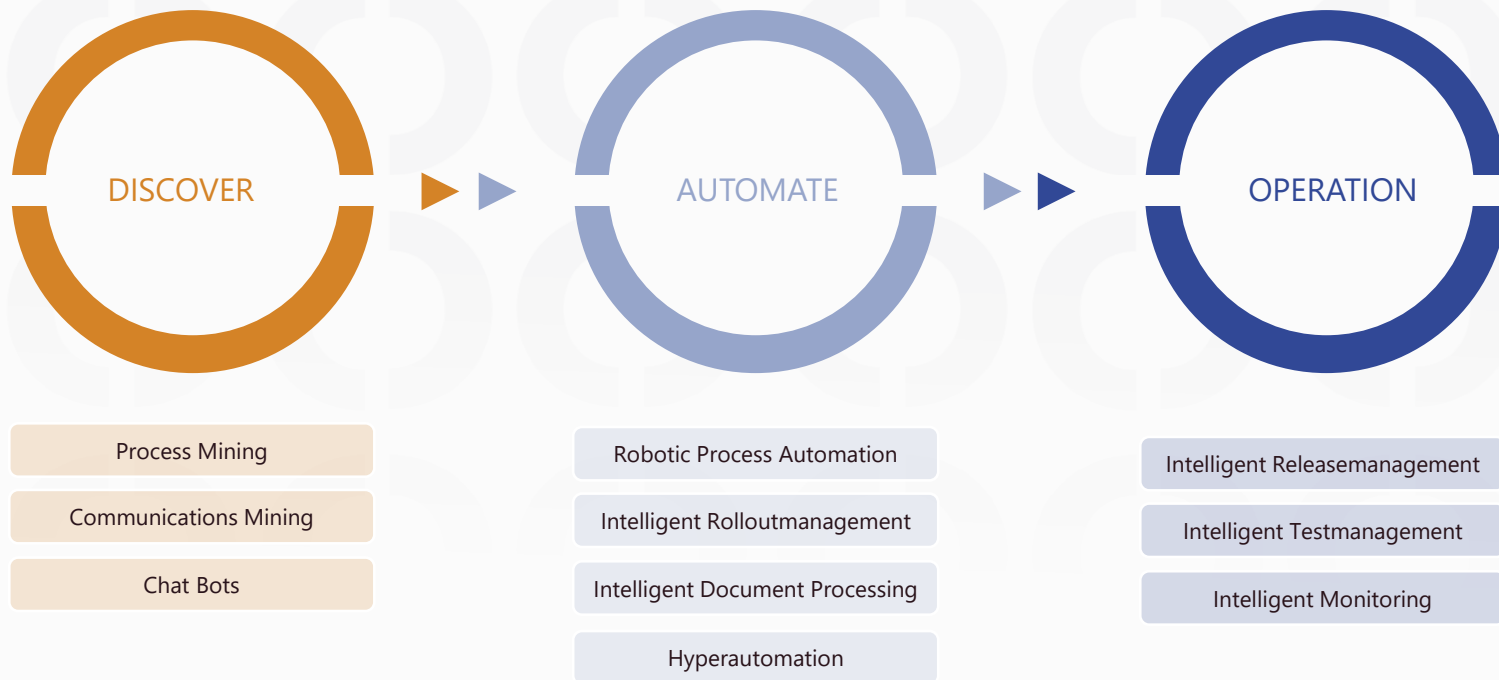 DISCOVER
AUTOMATE
OPERATION
Process Mining
Communications Mining
Chat Bots
Robotic Process Automation
Intelligent Rolloutmanagement
Intelligent Document Processing
Hyperautomation
Intelligent Releasemanagement
Intelligent Testmanagement
Intelligent Monitoring